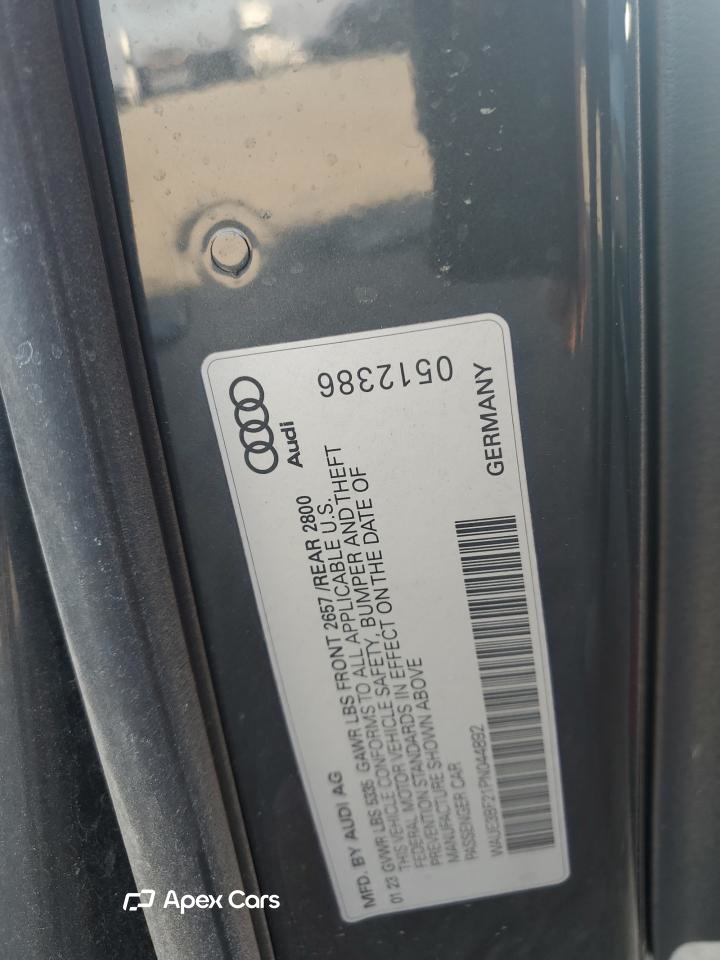 Audi
0512386
MFD. BY AUDI AG
01 23 GVWR LBS 5335 GAWR LBS FRONT 2657/REAR 2800
THIS VEHICLE CONFORMS TO ALL APPLICABLE U.S.
FEDERAL MOTOR VEHICLE SAFETY, BUMPER AND THEFT
PREVENTION STANDARDS IN EFFECT ON THE DATE OF
MANUFACTURE SHOWN ABOVE
PASSENGER CAR
WAUE3BF21PN044892
GERMANY
Apex Cars